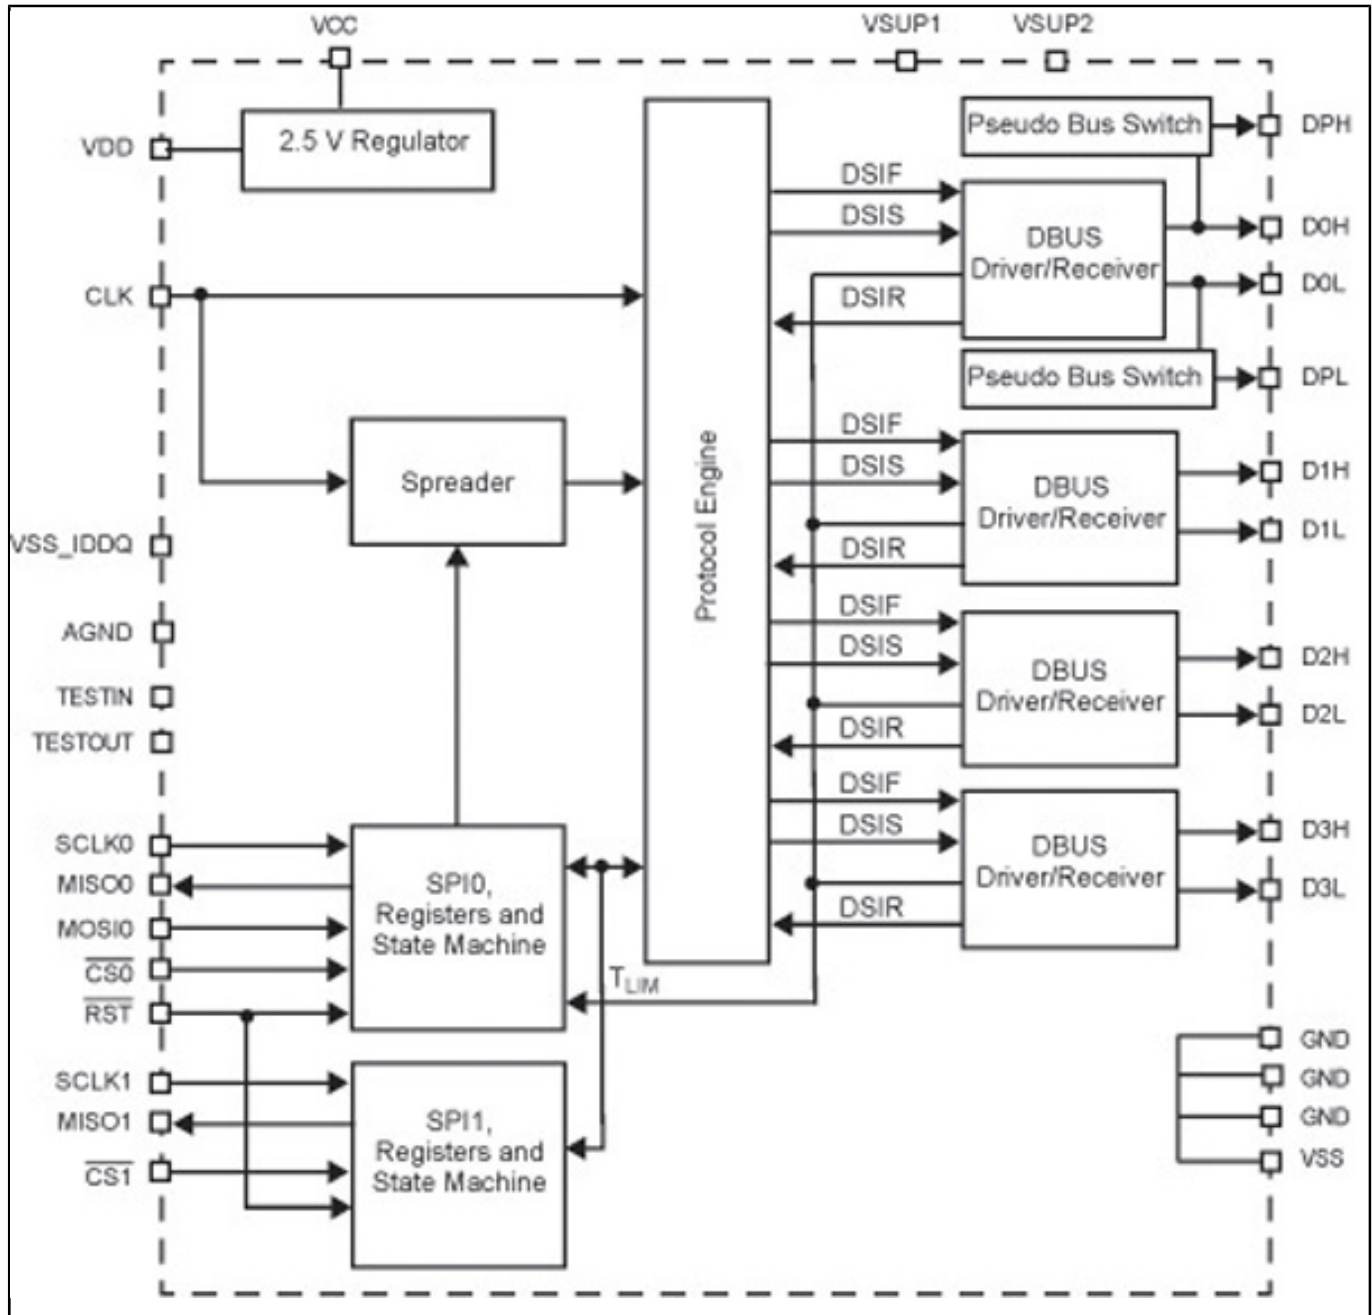 VCC
VSUP1
VSUP2
VDD
2.5 V Regulator
Pseudo Bus Switch
DPH
DSIF
DSIS
DBUS
Driver/Receiver
D0H
D0L
DSIR
CLK
Pseudo Bus Switch
DPL
Protocol Engine
Spreader
DSIF
DSIS
DBUS
Driver/Receiver
D1H
D1L
DSIR
VSS_IDDQ
AGND
TESTIN
TESTOUT
DSIF
DSIS
DBUS
Driver/Receiver
D2H
D2L
DSIR
DSIF
DSIS
DBUS
Driver/Receiver
D3H
D3L
DSIR
SCLK0
MISO0
MOSI0
CS0
RST
SPI0,
Registers and
State Machine
TLIM
SCLK1
MISO1
CS1
SPI1,
Registers and
State Machine
GND
GND
GND
VSS